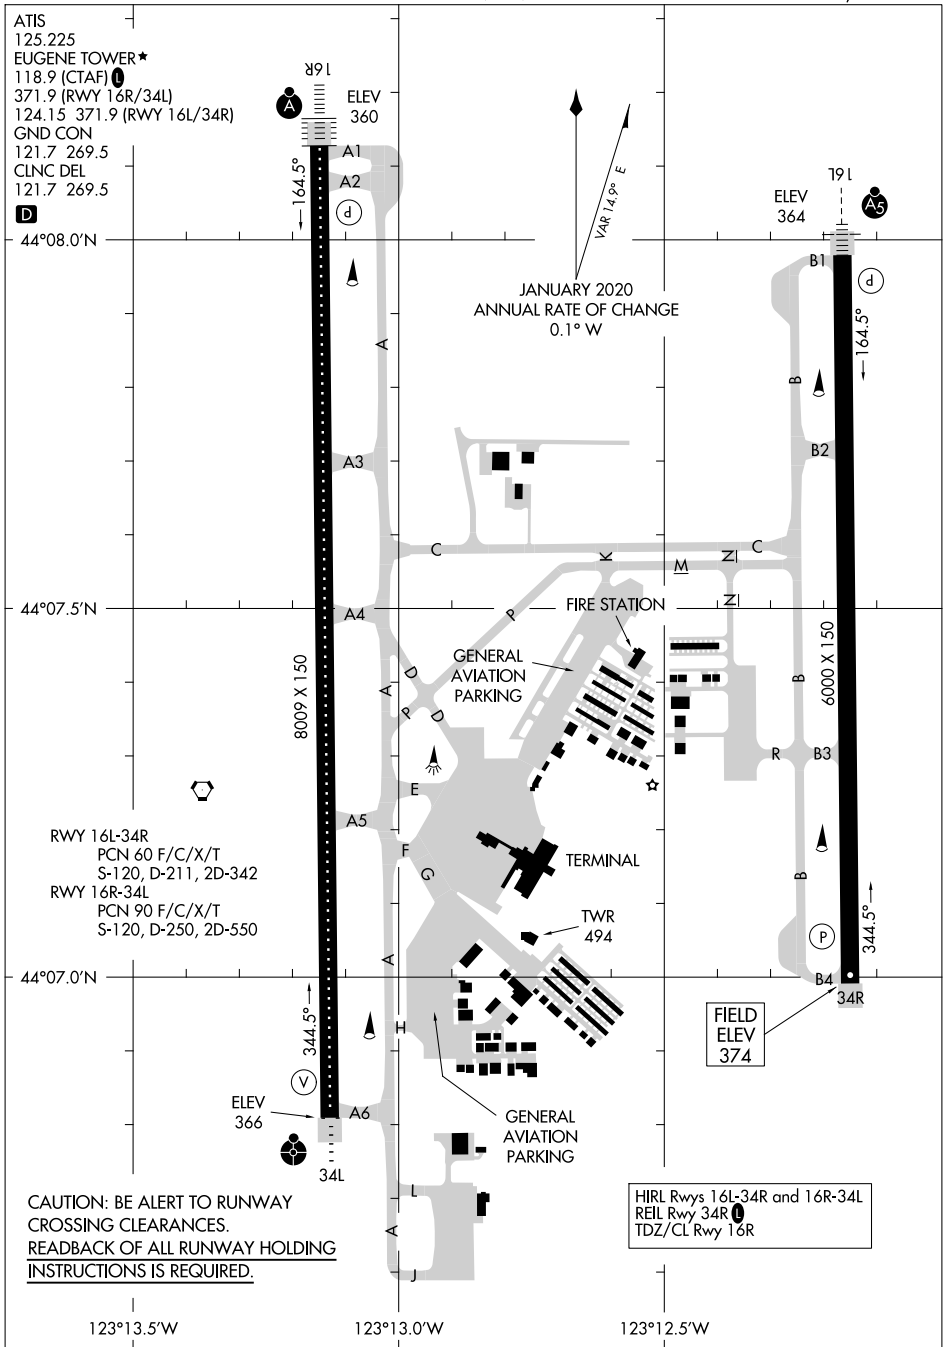 ATIS
125.225
EUGENE TOWER★
118.9 (CTAF) L
371.9 (RWY 16R/34L)
124.15 371.9 (RWY 16L/34R)
GND CON
121.7 269.5
CLNC DEL
121.7 269.5
D
16R
A
ELEV
360
A1
A2
164.5°
P
VAR 14.9° E
JANUARY 2020
ANNUAL RATE OF CHANGE
0.1° W
16L
ELEV
364
A5
B1
P
164.5°
44°08.0'N
A
B
A3
B2
C
K
N
C
M
44°07.5'N
A4
P
N
FIRE STATION
GENERAL
AVIATION
PARKING
8009 X 150
D
A
P
D
B
6000 X 150
E
R
B3
A5
F
G
TERMINAL
B
RWY 16L-34R
PCN 60 F/C/X/T
S-120, D-211, 2D-342
RWY 16R-34L
PCN 90 F/C/X/T
S-120, D-250, 2D-550
TWR
494
P
344.5°
A
44°07.0'N
B4
34R
FIELD
ELEV
374
344.5°
H
V
ELEV
366
A6
GENERAL
AVIATION
PARKING
34L
L
A
J
CAUTION: BE ALERT TO RUNWAY
CROSSING CLEARANCES.
READBACK OF ALL RUNWAY HOLDING
INSTRUCTIONS IS REQUIRED.
HIRL Rwys 16L-34R and 16R-34L
REIL Rwy 34R L
TDZ/CL Rwy 16R
123°13.5'W
123°13.0'W
123°12.5'W